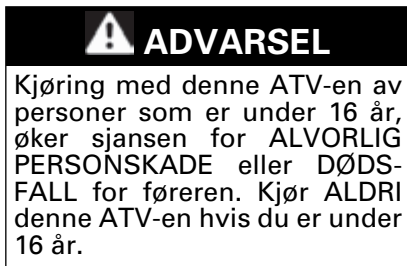 ADVARSEL
Kjøring med denne ATV-en av
personer som er under 16 år,
øker sjansen for ALVORLIG
PERSONSKADE eller DØDS-
FALL for føreren. Kjør ALDRI
denne ATV-en hvis du er under
16 år.